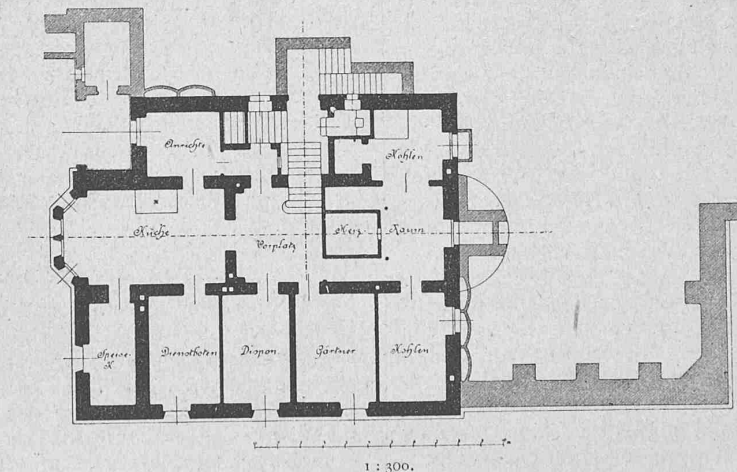 Anrichte
Kohlen
Küche
Vorplatz
Heiz
Raum
Speise-
K
Dienstboten
Dispon.
Gärtner
Kohlen
1 : 300.